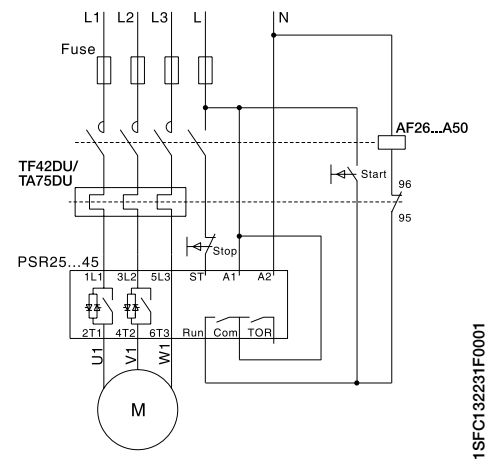 L1 L2 L3 L N
Fuse
AF26...A50
TF42DU/
TA75DU
Start
96
95
Stop
PSR25...45
1L1 3L2 5L3 ST A1 A2
2T1 4T2 6T3 Run Com TOR
U1 V1 W1
M
1SFC132231F0001